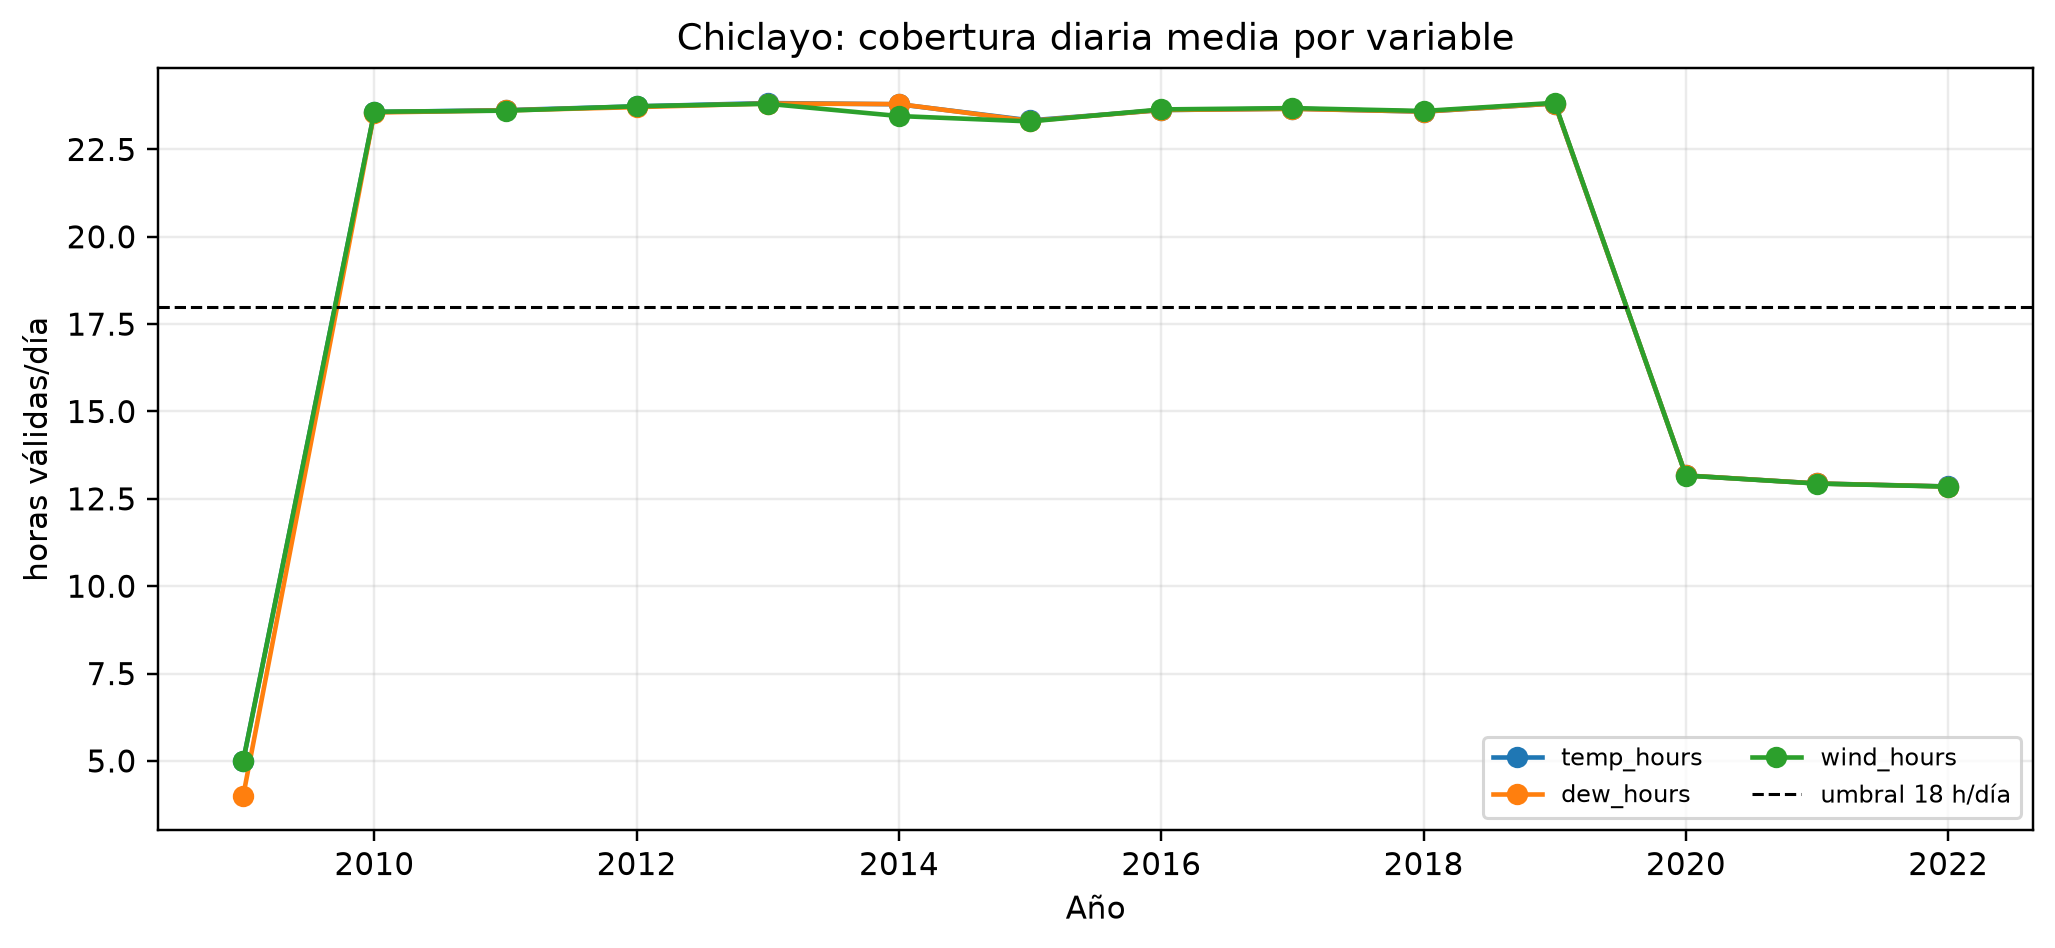 Chiclayo: cobertura diaria media por variable
horas válidas/día
22.5
20.0
17.5
15.0
12.5
10.0
7.5
5.0
temp_hours
dew_hours
wind_hours
umbral 18 h/día
2010 2012 2014 2016 2018 2020 2022
Año